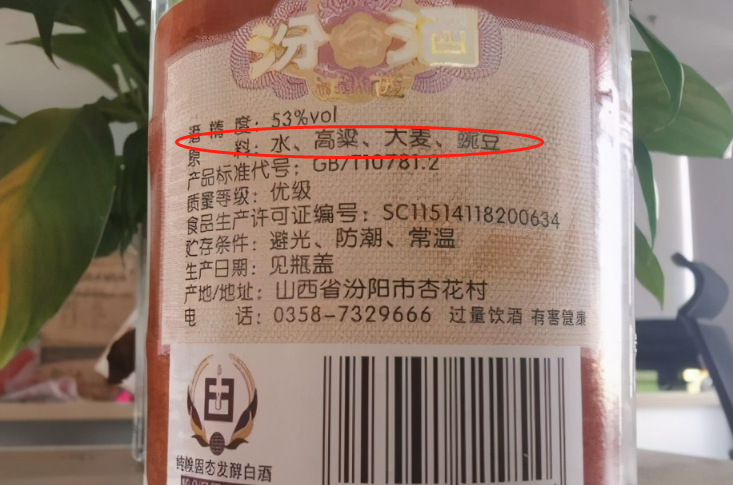 汾酒
酒精度：53%vol
原料：水、高粱、大麦、豌豆
产品标准代号：GB/T10781.2
质量等级：优级
食品生产许可证编号：SC11514118200634
贮存条件：避光、防潮、常温
生产日期：见瓶盖
产地/地址：山西省汾阳市杏花村
电话：0358-7329666 过量饮酒 有害健康
纯粮固态发酵白酒